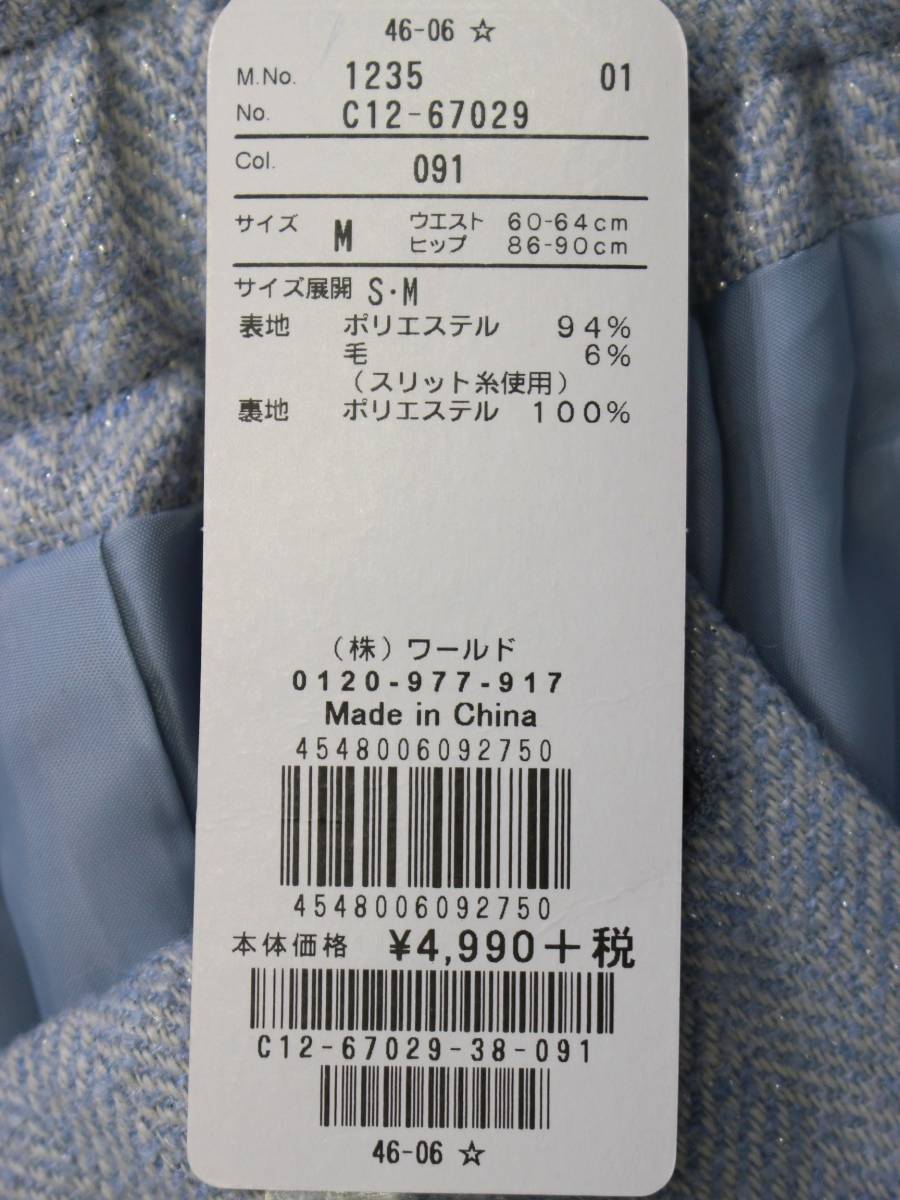 46-06 ☆
M.No. 1235 01
No. C12-67029
Col. 091
サイズ M ウエスト 60-64cm
ヒップ 86-90cm
サイズ展開 S・M
表地 ポリエステル 94%
毛 6%
(スリット糸使用)
裏地 ポリエステル 100%
(株)ワールド
0120-977-917
Made in China
4548006092750
4548006092750
本体価格 ¥4,990+税
C12-67029-38-091
46-06 ☆